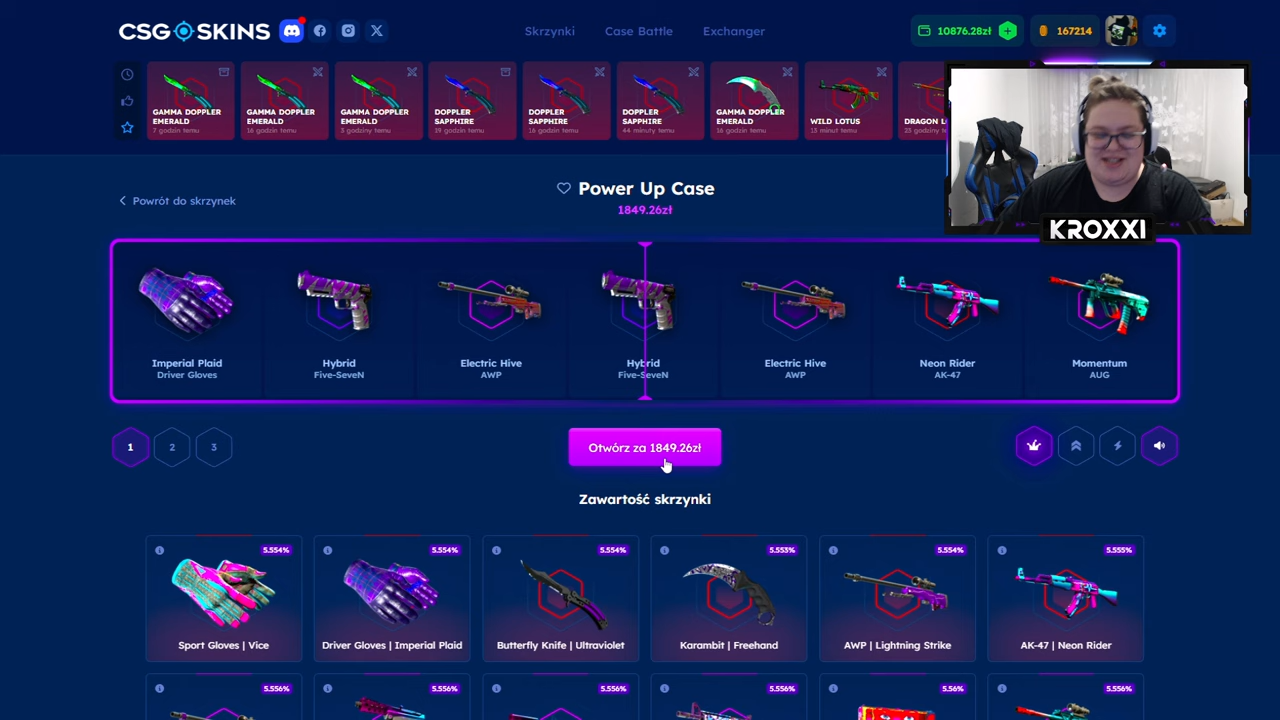 CSG SKINS
Skrzynki
Case Battle
Exchanger
10876.28zł
167214
GAMMA DOPPLER
EMERALD
7 godzin temu
GAMMA DOPPLER
EMERALD
16 godzin temu
GAMMA DOPPLER
EMERALD
3 godziny temu
DOPPLER
SAPPHIRE
19 godzin temu
DOPPLER
SAPPHIRE
16 godzin temu
DOPPLER
SAPPHIRE
44 minuty temu
GAMMA DOPPLER
EMERALD
16 godzin temu
WILD LOTUS
13 minut temu
DRAGON L
KROXXI
Powrót do skrzynek
Power Up Case
1849.26zł
Imperial Plaid
Driver Gloves
Hybrid
Five-SeveN
Electric Hive
AWP
Hybrid
Five-SeveN
Electric Hive
AWP
Neon Rider
AK-47
Momentum
AUG
1
2
3
Otwórz za 1849.26zł
Zawartość skrzynki
5.554%
Sport Gloves | Vice
5.554%
Driver Gloves | Imperial Plaid
5.554%
Butterfly Knife | Ultraviolet
5.553%
Karambit | Freehand
5.554%
AWP | Lightning Strike
5.555%
AK-47 | Neon Rider
5.556%
5.556%
5.556%
5.556%
5.56%
5.556%